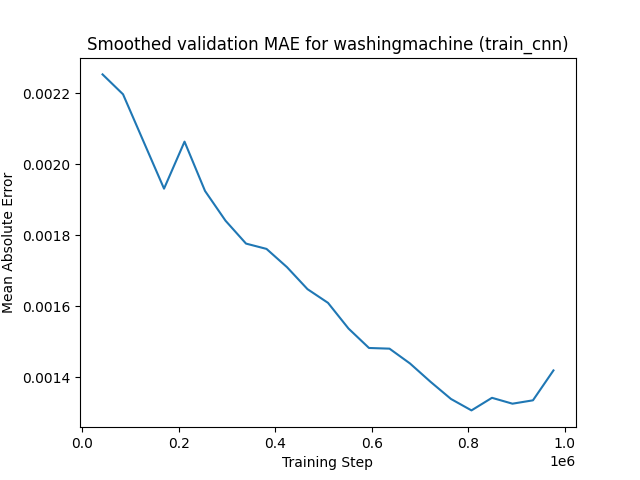 Smoothed validation MAE for washingmachine (train_cnn)
0.0022
0.0020
0.0018
0.0016
0.0014
Mean Absolute Error
0.0 0.2 0.4 0.6 0.8 1.0
1e6
Training Step